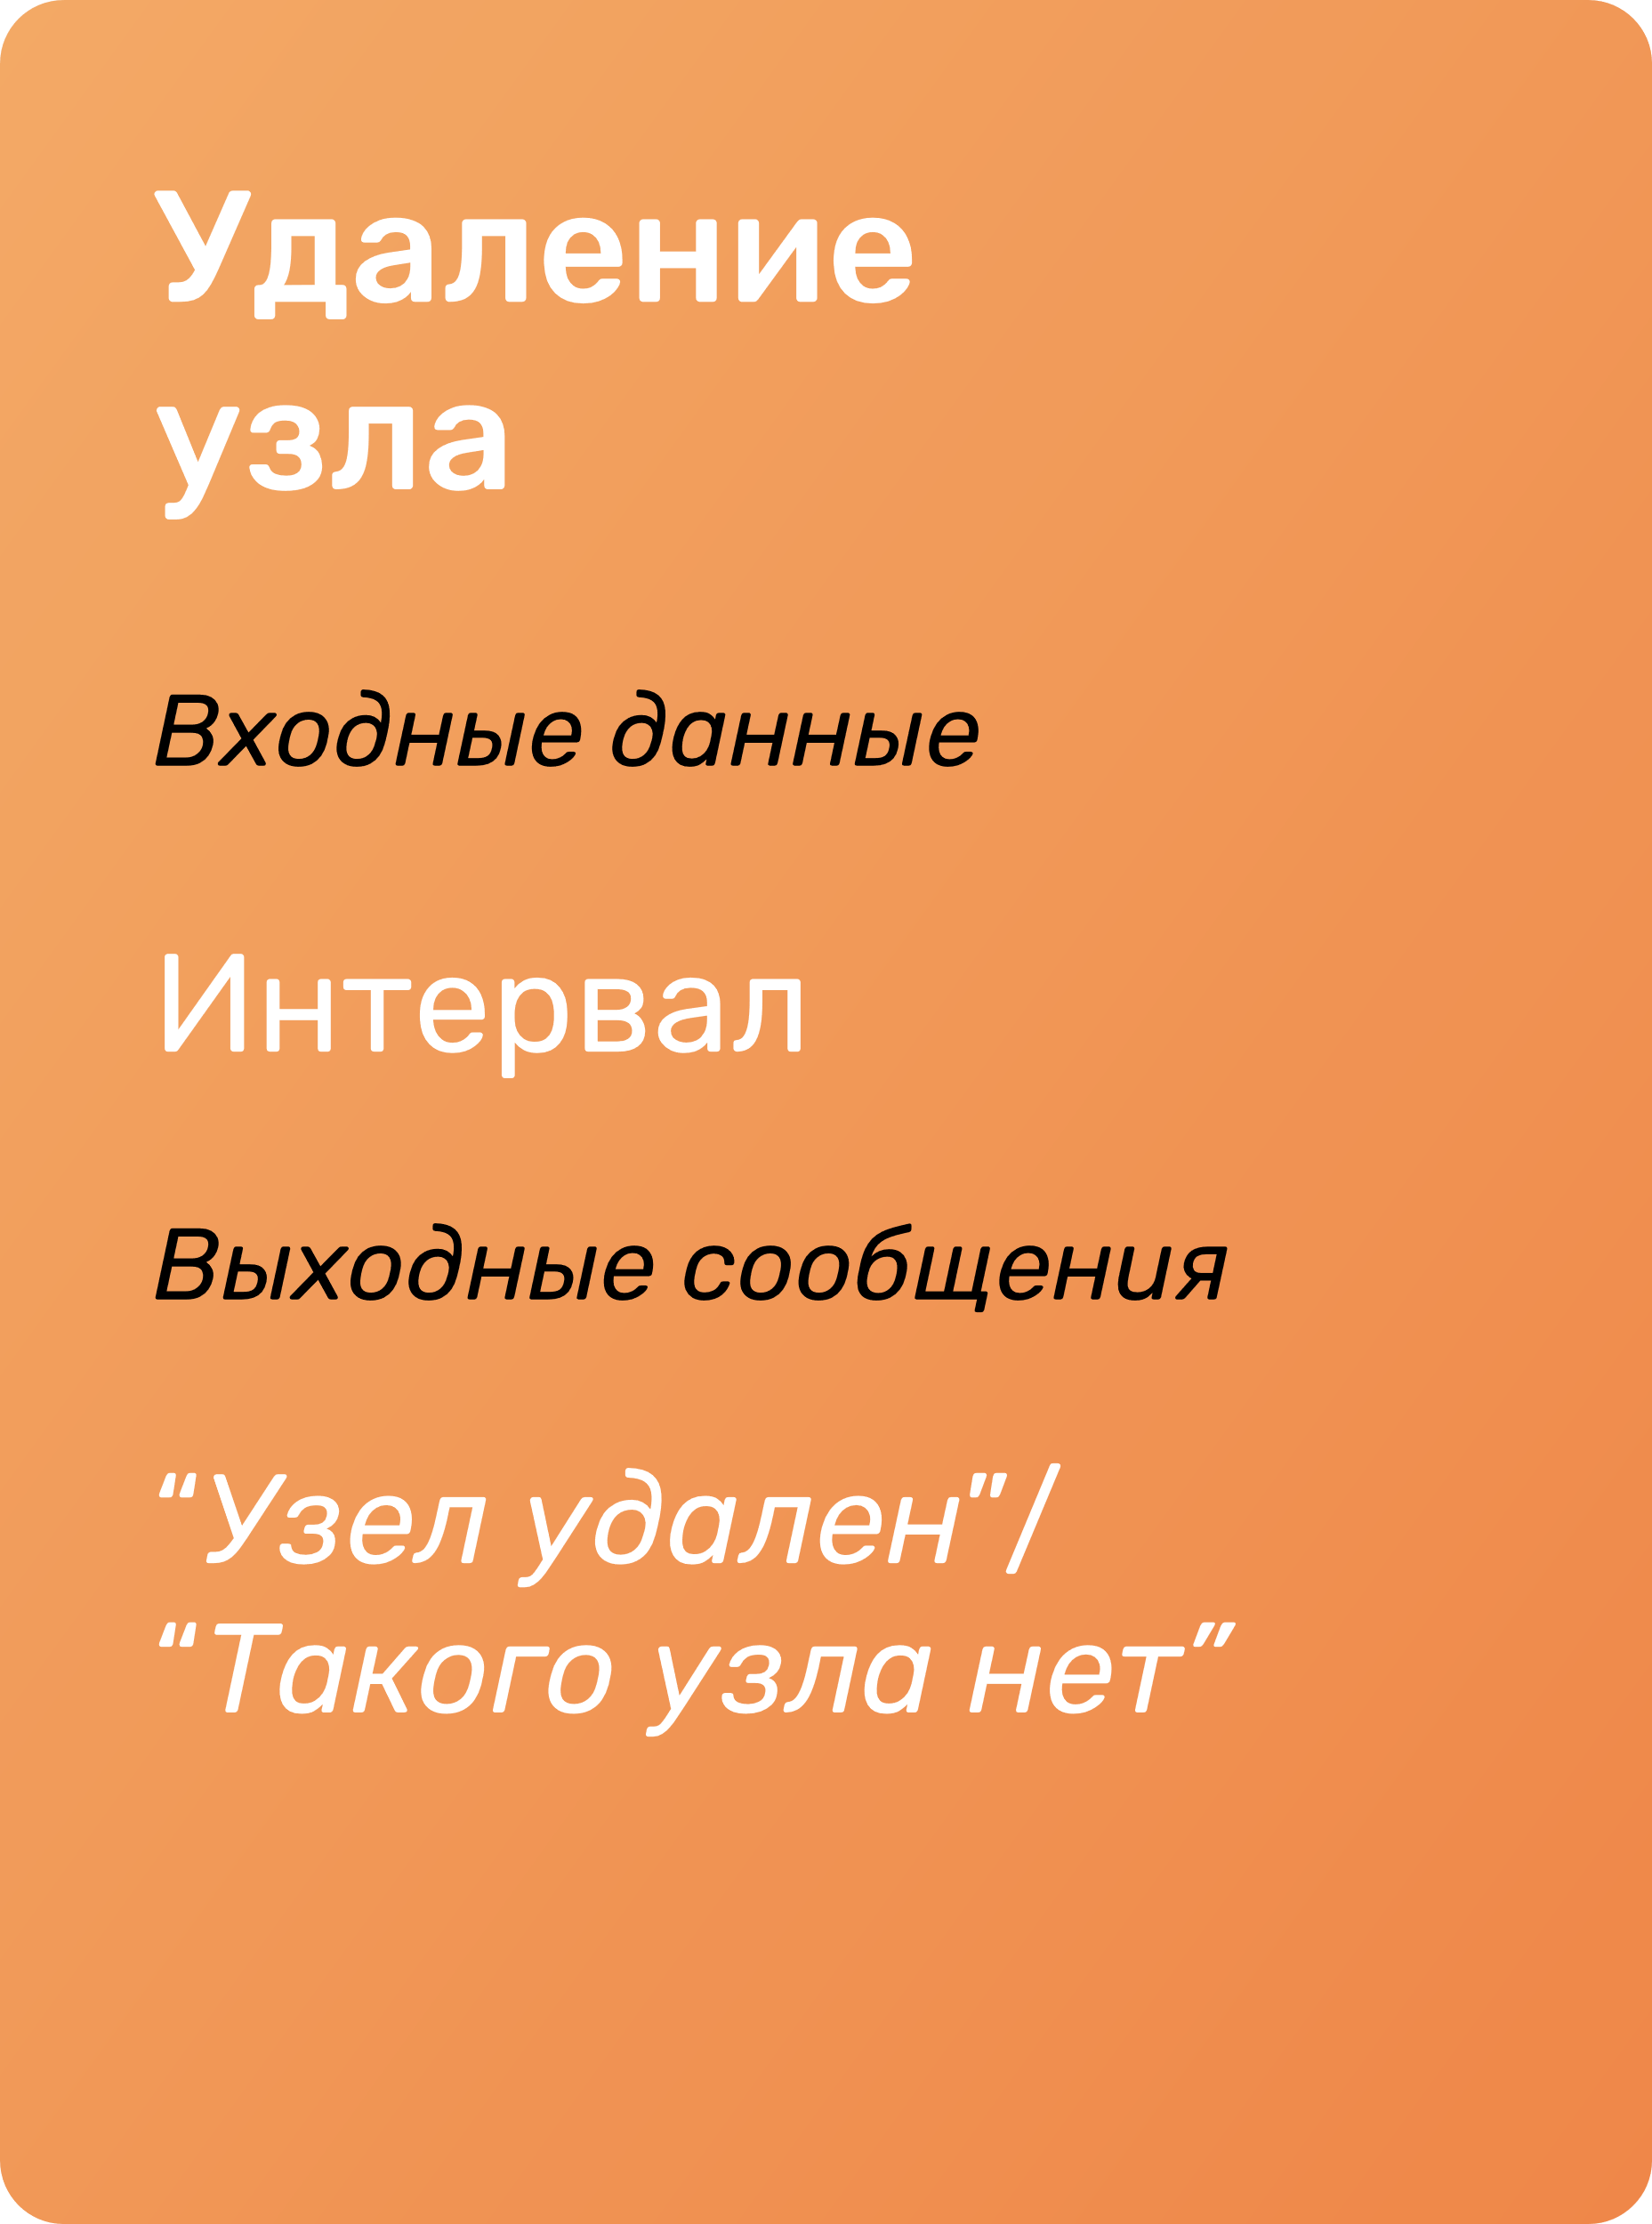 Удаление
узла
Входные данные
Интервал
Выходные сообщения
“Узел удален"/
“Такого узла нет”